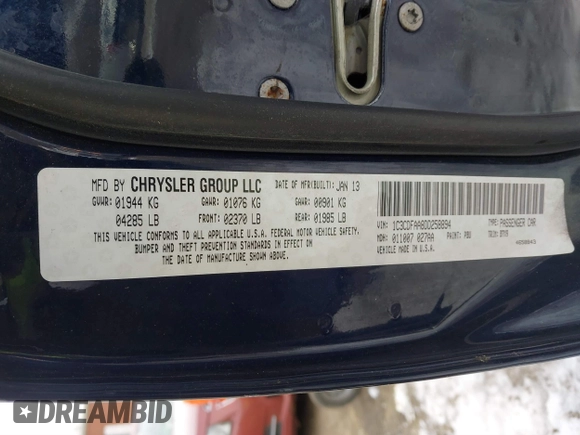 MFD BY CHRYSLER GROUP LLC DATE OF MFR(BUILT): JAN 13
GVWR: 01944 KG GAWR: 01076 KG GAWR: 00901 KG
04285 LB FRONT: 02370 LB REAR: 01985 LB
THIS VEHICLE CONFORMS TO ALL APPLICABLE U.S.A. FEDERAL MOTOR VEHICLE SAFETY,
BUMPER AND THEFT PREVENTION STANDARDS IN EFFECT ON
THE DATE OF MANUFACTURE SHOWN ABOVE.
VIN: 1C3CDFAA8DD258894 TYPE: PASSENGER CAR
MDH: 011007 027AA PAINT: PBU TRIM:
VEHICLE MADE IN U.S.A.
DREAMBID